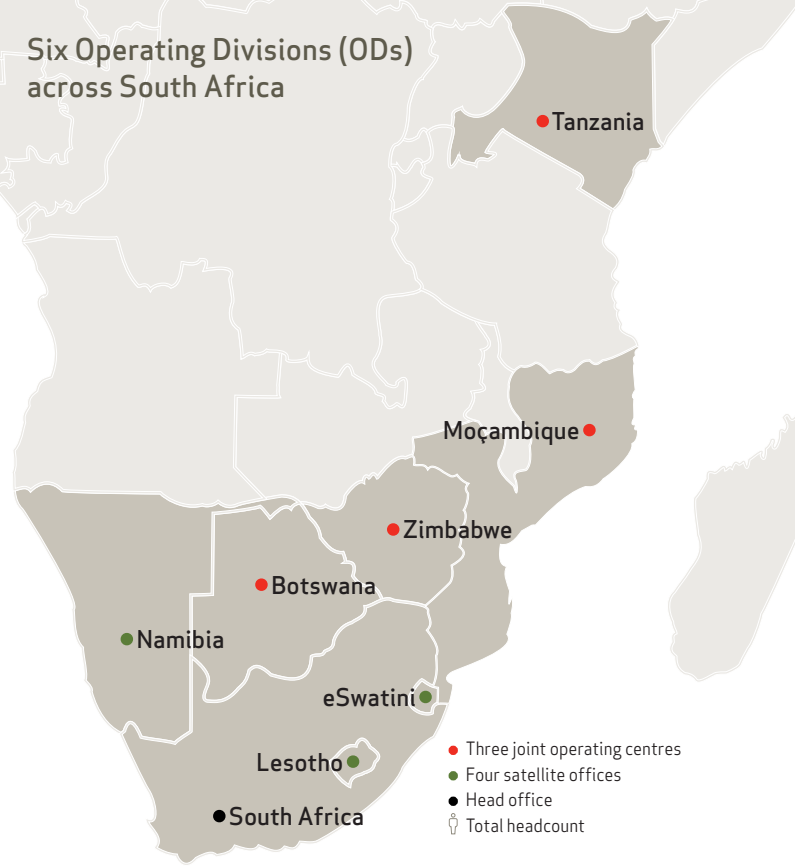 Six Operating Divisions (ODs)
across South Africa
Tanzania
Moçambique
Zimbabwe
Botswana
Namibia
eSwatini
Lesotho
South Africa
Three joint operating centres
Four satellite offices
Head office
Total headcount